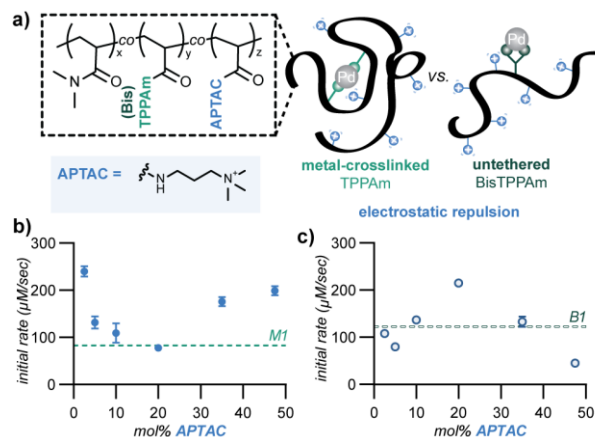 a)
co
co
x
y
z
N
O
O
O
(Bis)
TPPAm
APTAC
Pd
vs.
Pd
metal-crosslinked
TPPAm
untethered
BisTPPAm
electrostatic repulsion
APTAC =
N
H
N+
b)
300
200
100
0
initial rate (μM/sec)
M1
0 10 20 30 40 50
mol% APTAC
c)
300
200
100
0
initial rate (μM/sec)
B1
0 10 20 30 40 50
mol% APTAC